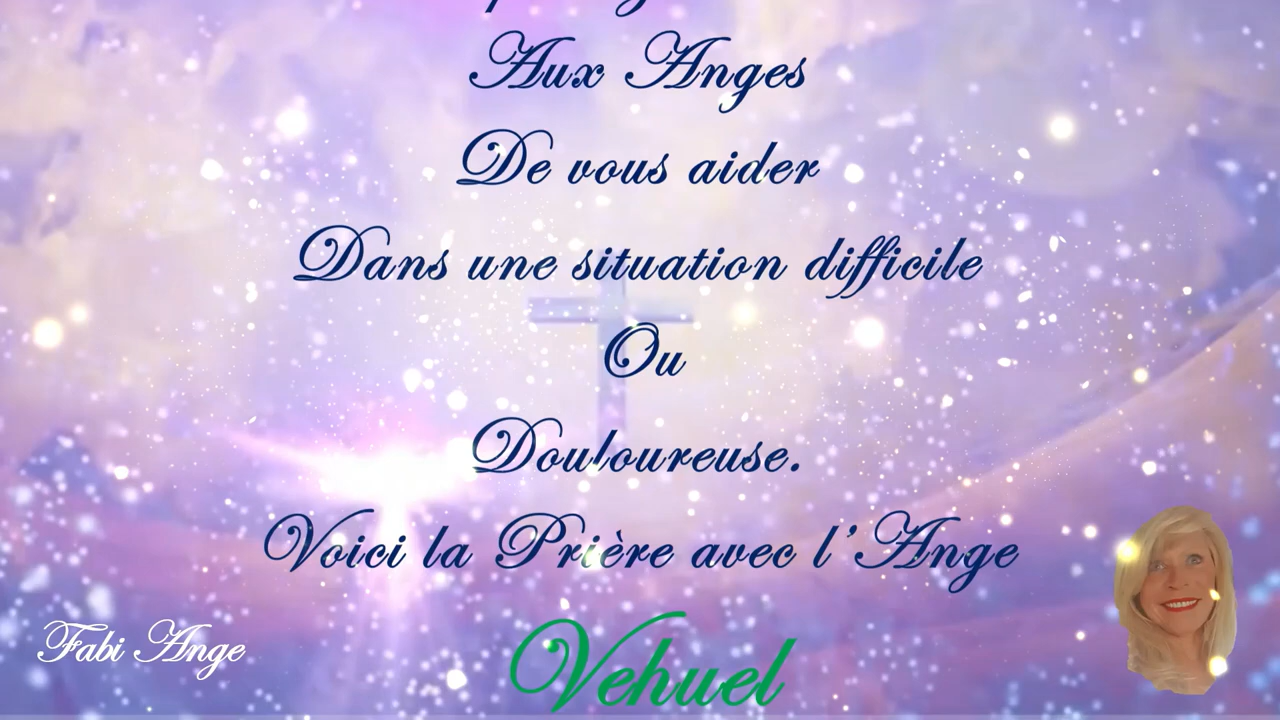 Aux Anges
De vous aider
Dans une situation difficile
Ou
Douloureuse.
Voici la Prière avec l'Ange
Fabi Ange
Vehuel